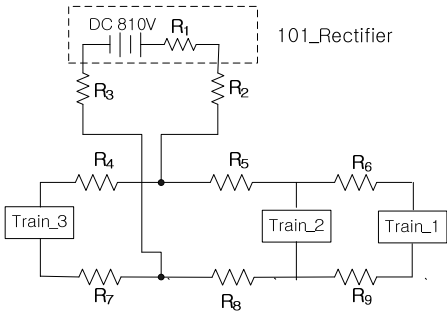 DC 810V
R1
101_Rectifier
R3
R2
R4
R5
R6
Train_3
Train_2
Train_1
R7
R8
R9